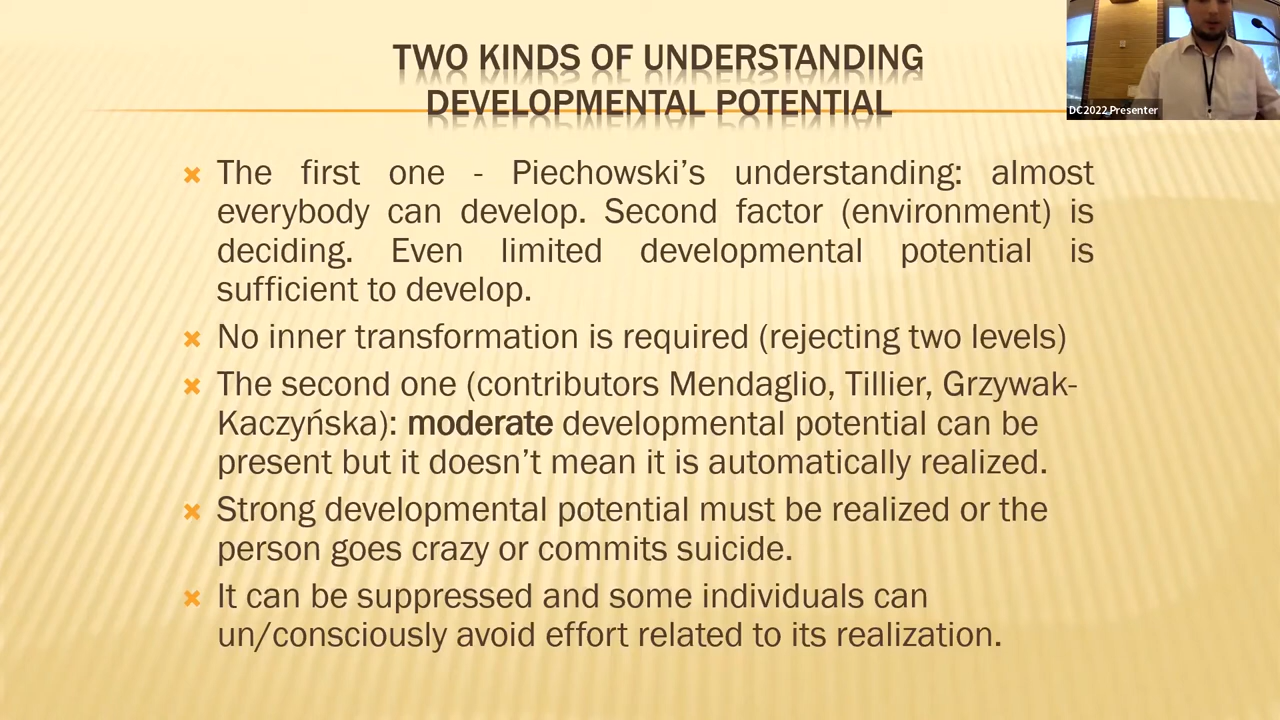 TWO KINDS OF UNDERSTANDING
DEVELOPMENTAL POTENTIAL
DC2022 Presenter
The first one - Piechowski's understanding: almost
everybody can develop. Second factor (environment) is
deciding. Even limited developmental potential is
sufficient to develop.
No inner transformation is required (rejecting two levels)
The second one (contributors Mendaglio, Tillier, Grzywak-
Kaczyńska): moderate developmental potential can be
present but it doesn't mean it is automatically realized.
Strong developmental potential must be realized or the
person goes crazy or commits suicide.
It can be suppressed and some individuals can
un/consciously avoid effort related to its realization.